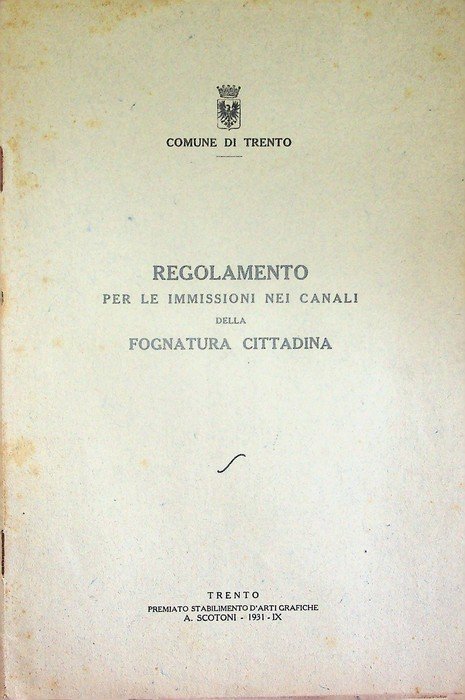 COMUNE DI TRENTO
REGOLAMENTO
PER LE IMMISSIONI NEI CANALI
DELLA
FOGNATURA CITTADINA
TRENTO
PREMIATO STABILIMENTO D'ARTI GRAFICHE
A. SCOTONI - 1931 - IX